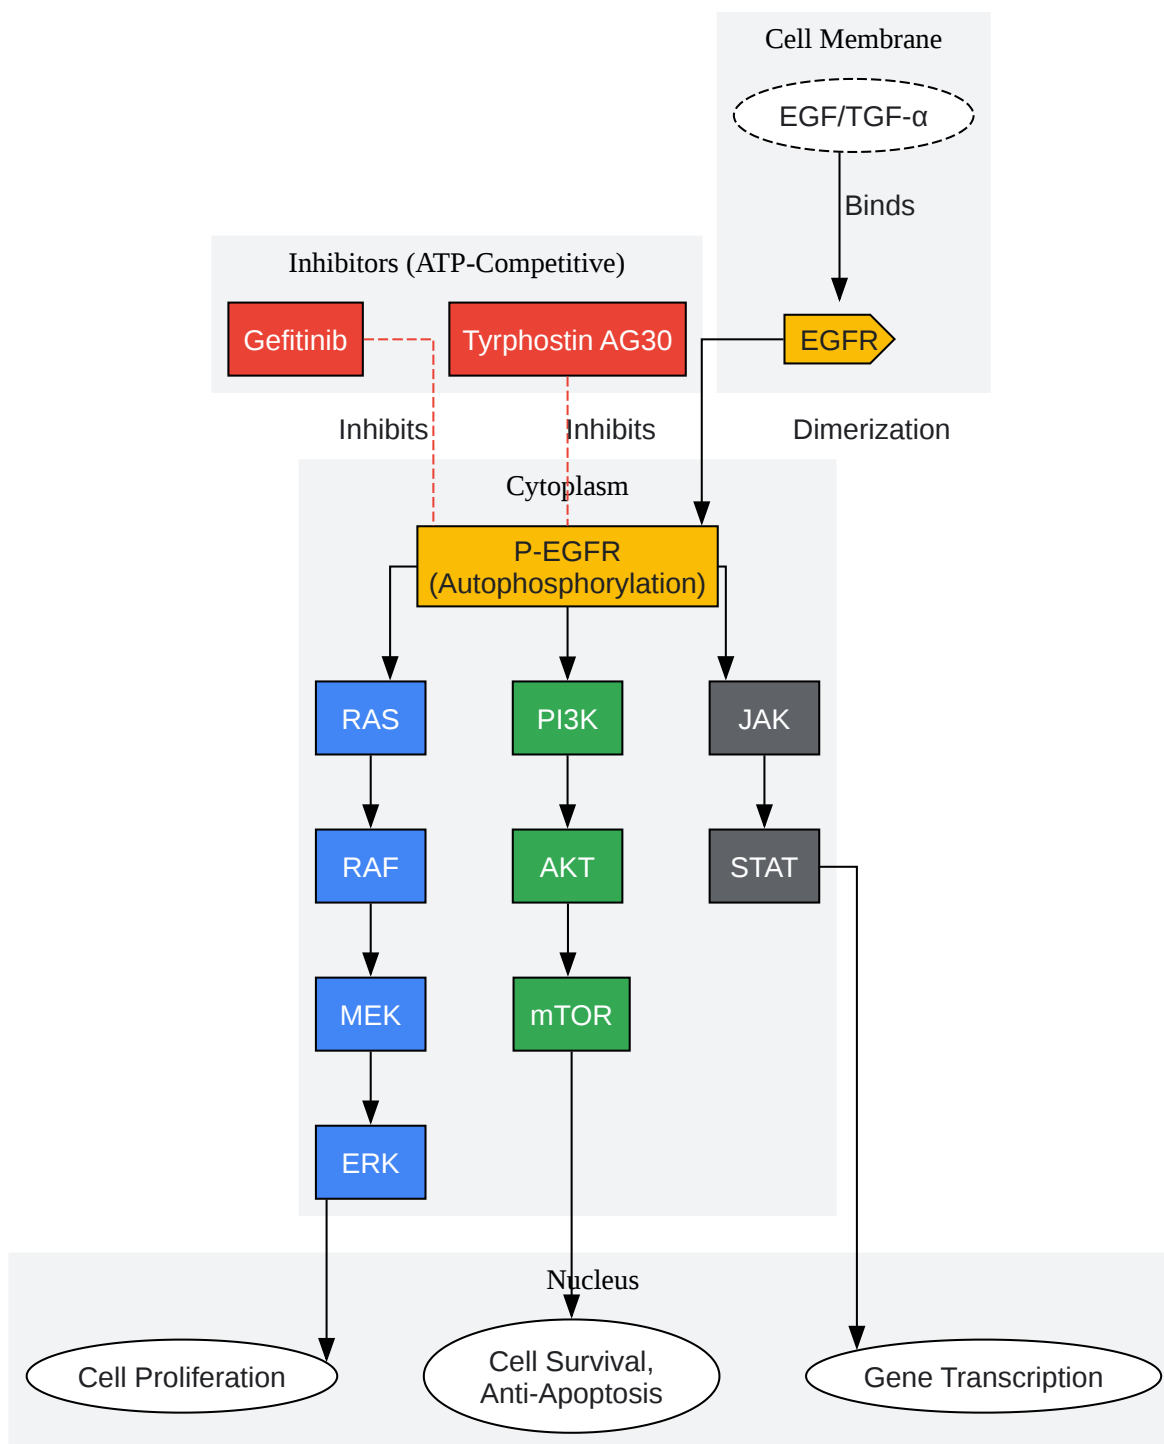 Cell Membrane
EGF/TGF-α
Binds
Inhibitors (ATP-Competitive)
Gefitinib
Tyrphostin AG30
EGFR
Inhibits
Inhibits
Dimerization
Cytoplasm
P-EGFR
(Autophosphorylation)
RAS
PI3K
JAK
RAF
AKT
STAT
MEK
mTOR
ERK
Nucleus
Cell Proliferation
Cell Survival,
Anti-Apoptosis
Gene Transcription